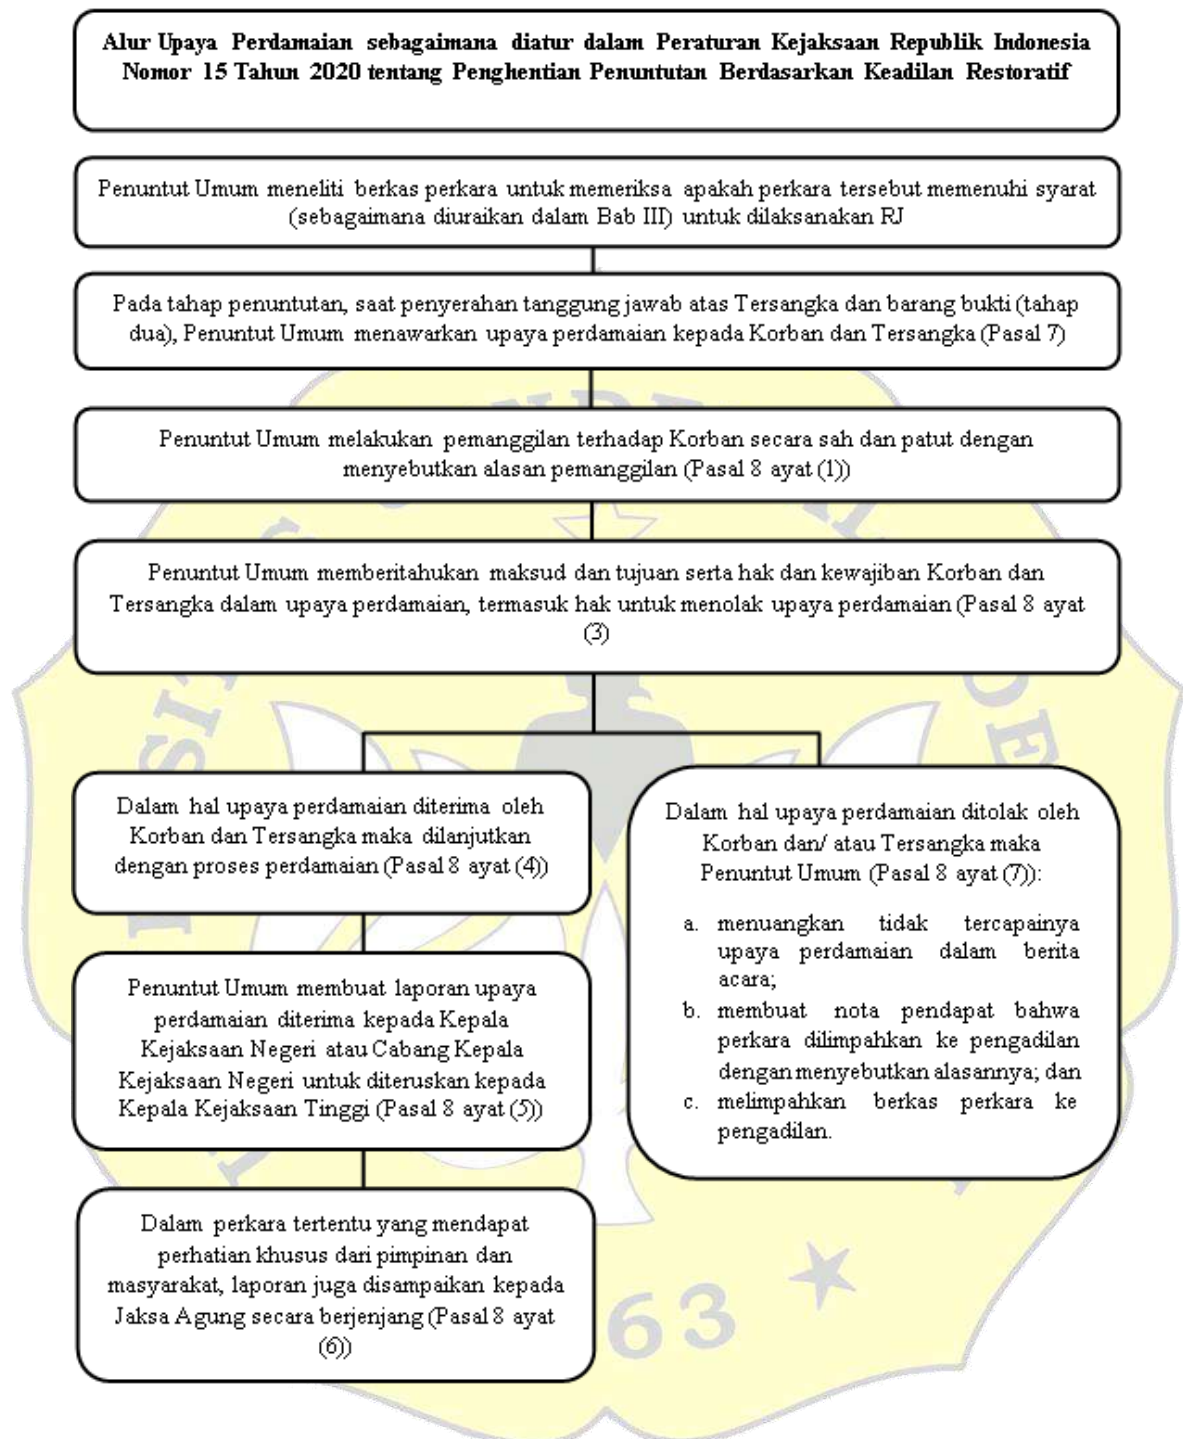 Alur Upaya Perdamaian sebagaimana diatur dalam Peraturan Kejaksaan Republik Indonesia
Nomor 15 Tahun 2020 tentang Penghentian Penuntutan Berdasarkan Keadilan Restoratif
Penuntut Umum meneliti berkas perkara untuk memeriksa apakah perkara tersebut memenuhi syarat
(sebagaimana diuraikan dalam Bab III) untuk dilaksanakan RJ
Pada tahap penuntutan, saat penyerahan tanggung jawab atas Tersangka dan barang bukti (tahap
dua), Penuntut Umum menawarkan upaya perdamaian kepada Korban dan Tersangka (Pasal 7)
Penuntut Umum melakukan pemanggilan terhadap Korban secara sah dan patut dengan
menyebutkan alasan pemanggilan (Pasal 8 ayat (1))
Penuntut Umum memberitahukan maksud dan tujuan serta hak dan kewajiban Korban dan
Tersangka dalam upaya perdamaian, termasuk hak untuk menolak upaya perdamaian (Pasal 8 ayat
(3)
Dalam hal upaya perdamaian diterima oleh
Korban dan Tersangka maka dilanjutkan
dengan proses perdamaian (Pasal 8 ayat (4))
Penuntut Umum membuat laporan upaya
perdamaian diterima kepada Kepala
Kejaksaan Negeri atau Cabang Kepala
Kejaksaan Negeri untuk diteruskan kepada
Kepala Kejaksaan Tinggi (Pasal 8 ayat (5))
Dalam perkara tertentu yang mendapat
perhatian khusus dari pimpinan dan
masyarakat, laporan juga disampaikan kepada
Jaksa Agung secara berjenjang (Pasal 8 ayat
(6))
Dalam hal upaya perdamaian ditolak oleh
Korban dan/ atau Tersangka maka
Penuntut Umum (Pasal 8 ayat (7)):
a. menuangkan tidak tercapainya
upaya perdamaian dalam berita
acara;
b. membuat nota pendapat bahwa
perkara dilimpahkan ke pengadilan
dengan menyebutkan alasannya; dan
c. melimpahkan berkas perkara ke
pengadilan.
63